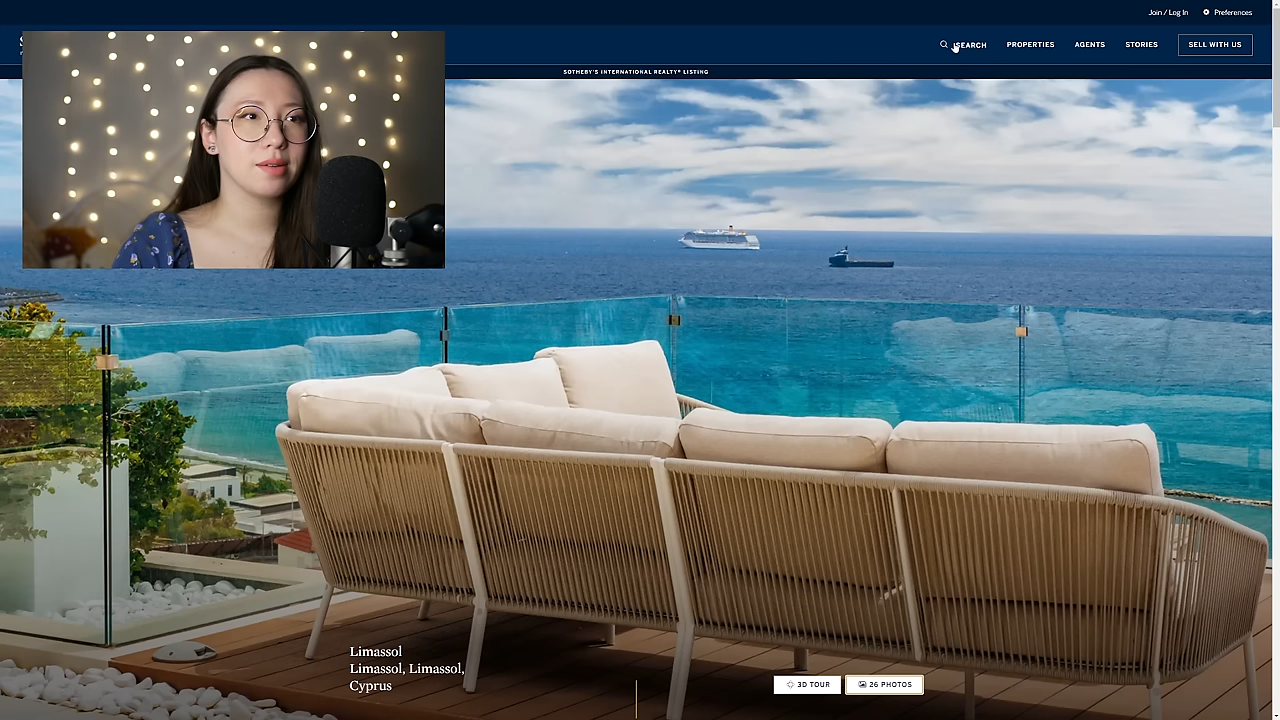 Join / Log In Preferences
SEARCH PROPERTIES AGENTS STORIES SELL WITH US
SOTHEBY'S INTERNATIONAL REALTY® LISTING
Limassol
Limassol, Limassol,
Cyprus
3D TOUR 26 PHOTOS